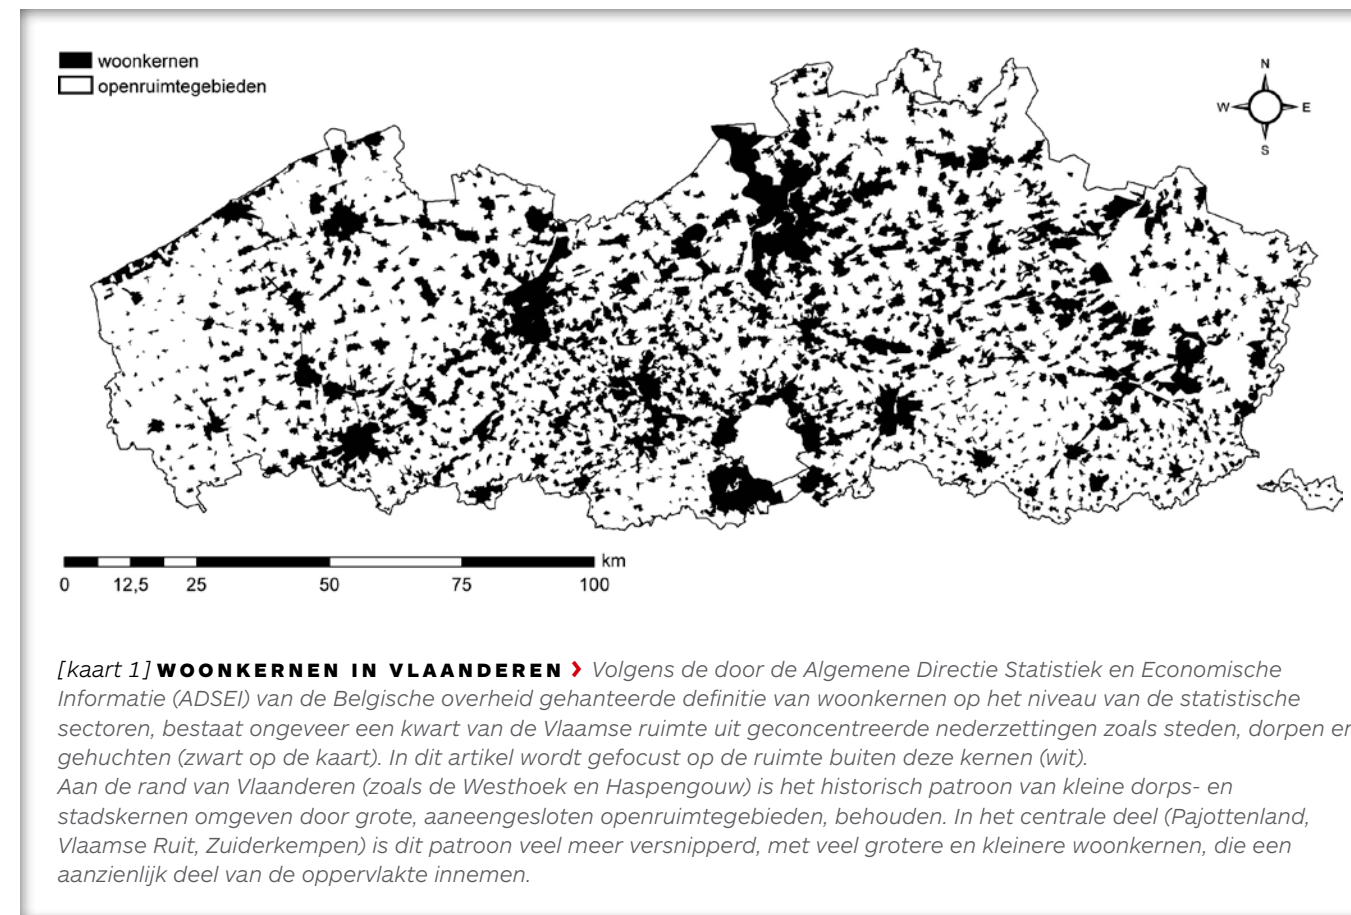 woonkernen
openruimtegebieden
N
W E
S
km
0 12,5 25 50 75 100
[kaart 1] WOONKERNEN IN VLAANDEREN › Volgens de door de Algemene Directie Statistiek en Economische
Informatie (ADSEI) van de Belgische overheid gehanteerde definitie van woonkernen op het niveau van de statistische
sectoren, bestaat ongeveer een kwart van de Vlaamse ruimte uit geconcentreerde nederzettingen zoals steden, dorpen en
gehuchten (zwart op de kaart). In dit artikel wordt gefocust op de ruimte buiten deze kernen (wit).
Aan de rand van Vlaanderen (zoals de Westhoek en Haspengouw) is het historisch patroon van kleine dorps- en
stadskernen omgeven door grote, aaneengesloten openruimtegebieden, behouden. In het centrale deel (Pajottenland,
Vlaamse Ruit, Zuiderkempen) is dit patroon veel meer versnipperd, met veel grotere en kleinere woonkernen, die een
aanzienlijk deel van de oppervlakte innemen.